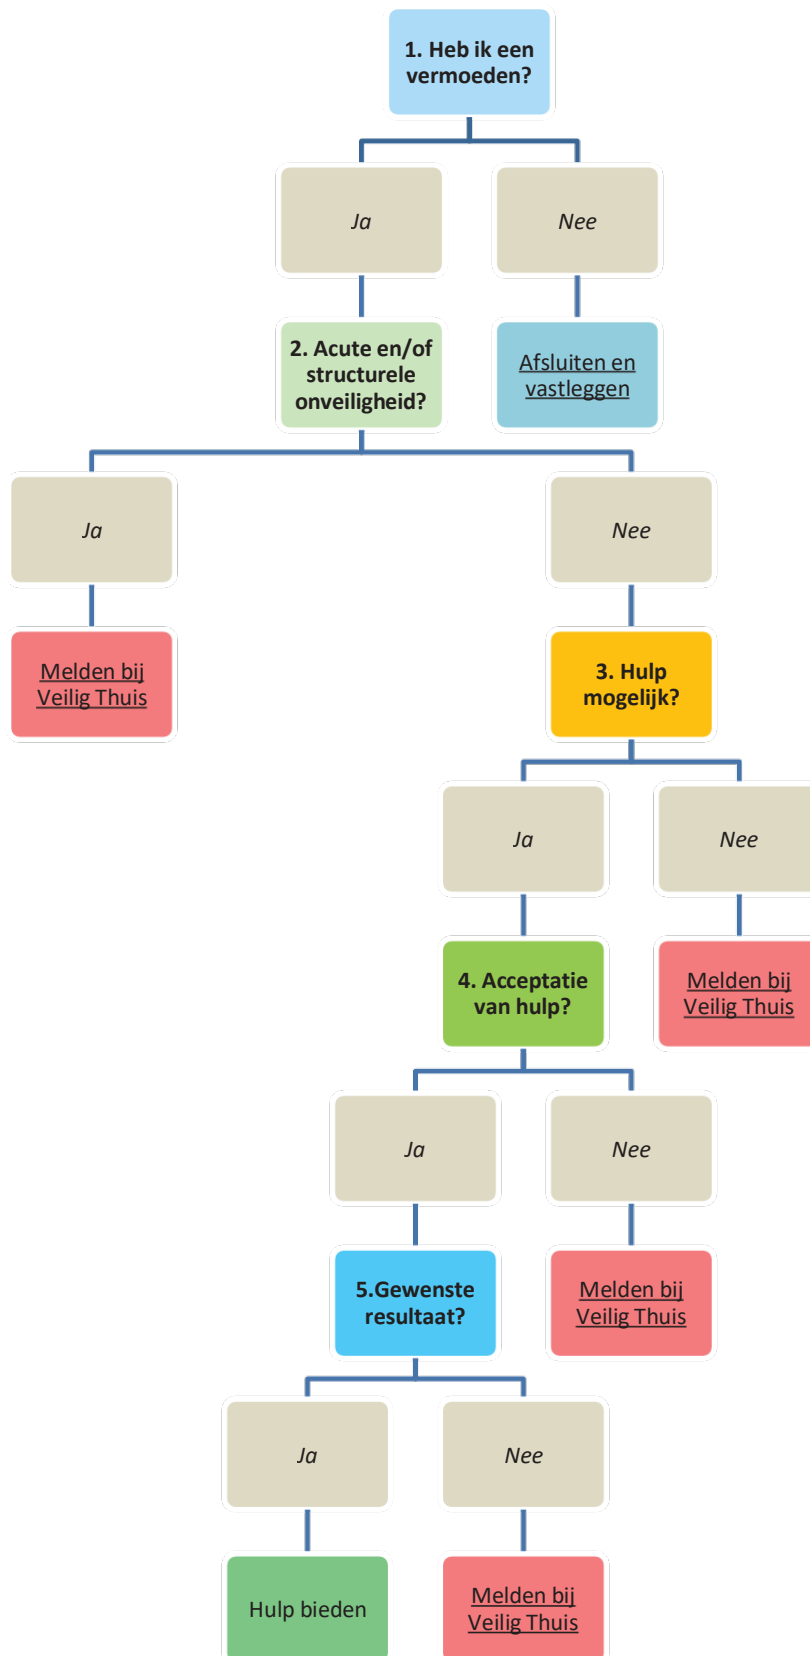 1. Heb ik een
vermoeden?
Ja
Nee
2. Acute en/of
structurele
onveiligheid?
Afsluiten en
vastleggen
Ja
Nee
Melden bij
Veilig Thuis
3. Hulp
mogelijk?
Ja
Nee
4. Acceptatie
van hulp?
Melden bij
Veilig Thuis
Ja
Nee
5.Gewenste
resultaat?
Melden bij
Veilig Thuis
Ja
Nee
Hulp bieden
Melden bij
Veilig Thuis